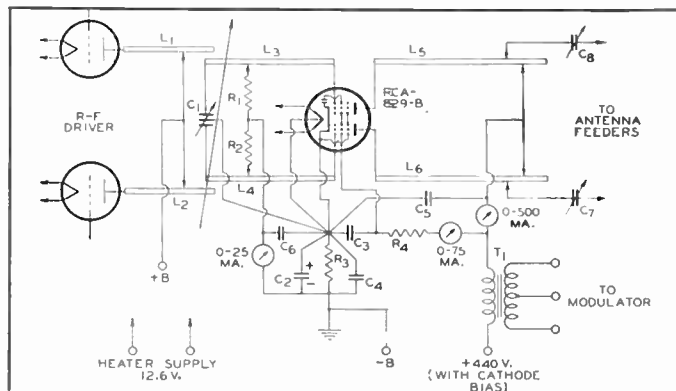 L1
L3
L5
C8
RCA-
829-B
R-F
DRIVER
C1
R1
R2
TO
ANTENNA
FEEDERS
L2
L4
L6
C7
C5
0-500
MA.
0-25
MA.
C6
C3
R4
0-75
MA.
T1
+B
C2
+
-
R3
C4
TO
MODULATOR
HEATER SUPPLY
12.6 V.
-B
+440 V.
(WITH CATHODE
BIAS)